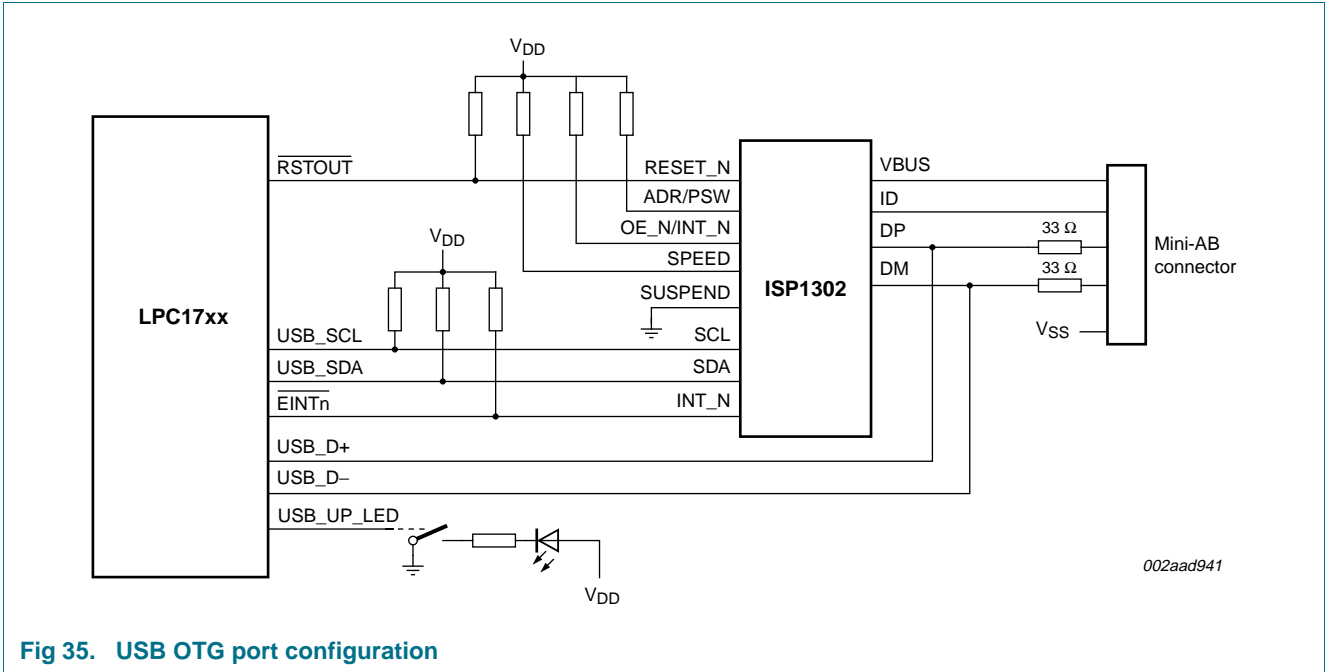 VDD
RSTOUT
RESET_N
VBUS
ADR/PSW
ID
OE_N/INT_N
DP
33 Ω
VDD
SPEED
DM
33 Ω
Mini-AB
connector
SUSPEND
ISP1302
LPC17xx
VSS
USB_SCL
SCL
USB_SDA
SDA
EINTn
INT_N
USB_D+
USB_D−
USB_UP_LED
VDD
002aad941
Fig 35. USB OTG port configuration